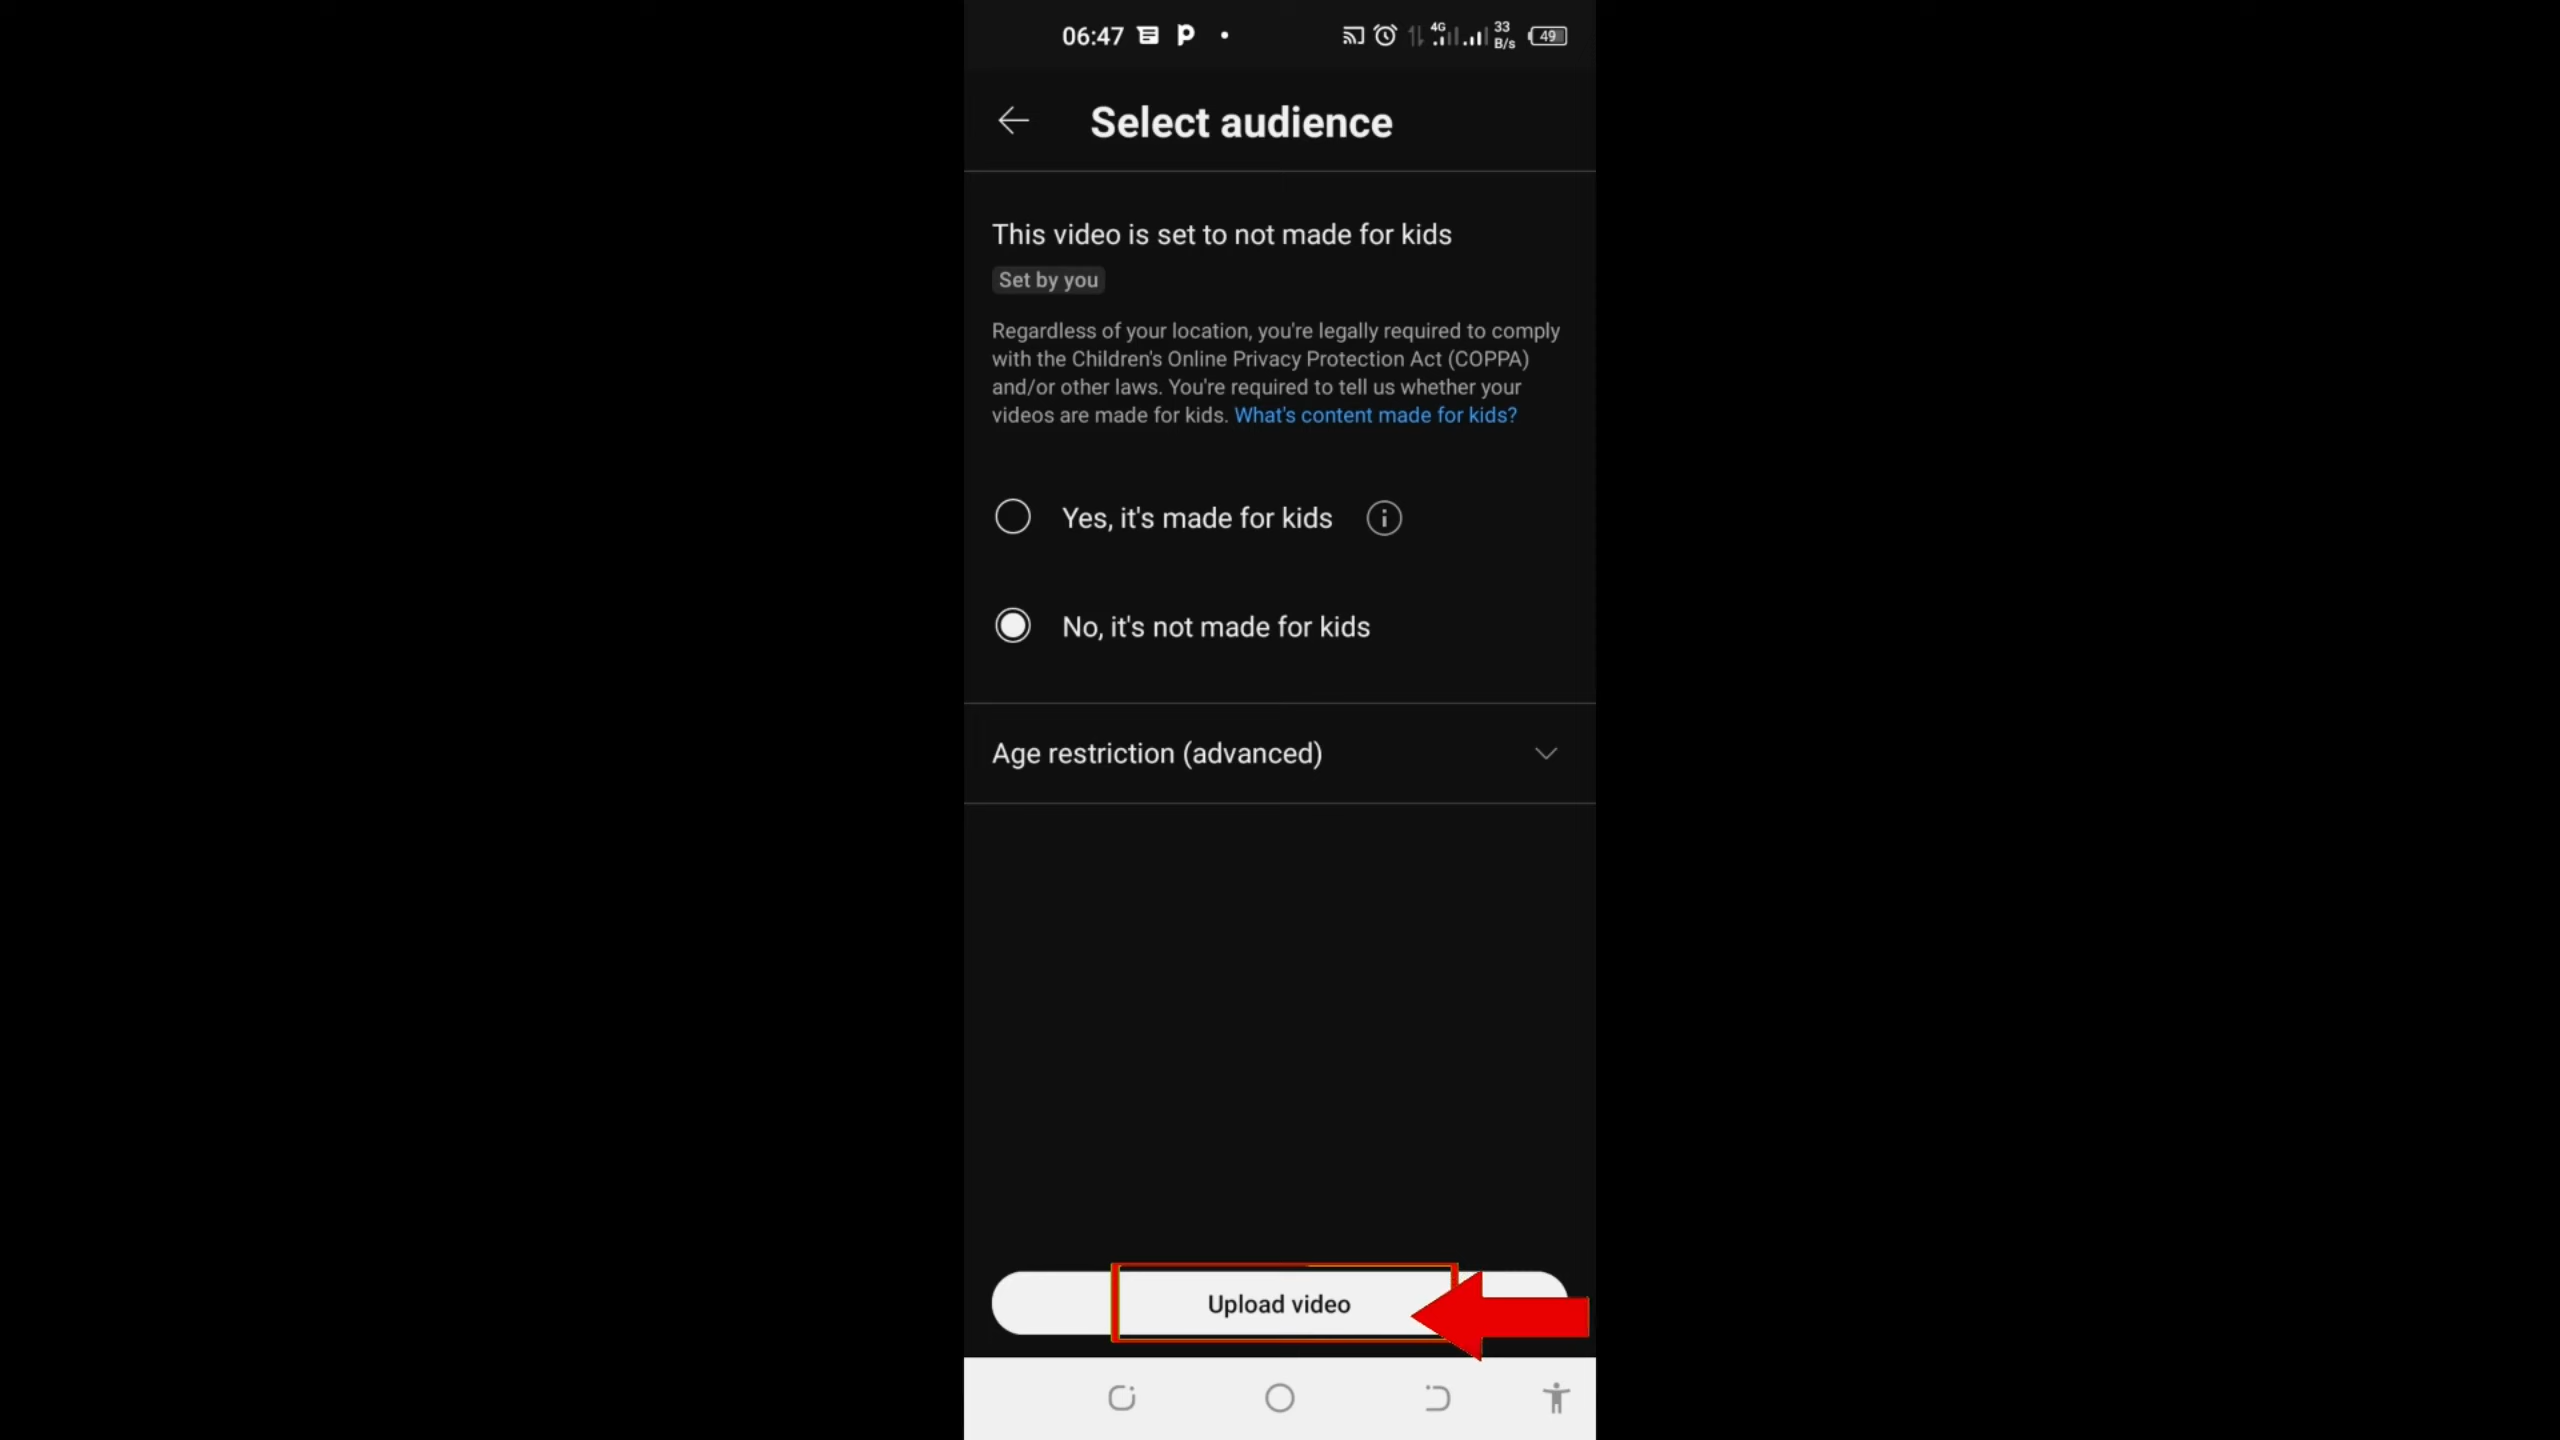 06:47
4G
33
B/s
49
Select audience
This video is set to not made for kids
Set by you
Regardless of your location, you're legally required to comply
with the Children's Online Privacy Protection Act (COPPA)
and/or other laws. You're required to tell us whether your
videos are made for kids. What's content made for kids?
Yes, it's made for kids
No, it's not made for kids
Age restriction (advanced)
Upload video